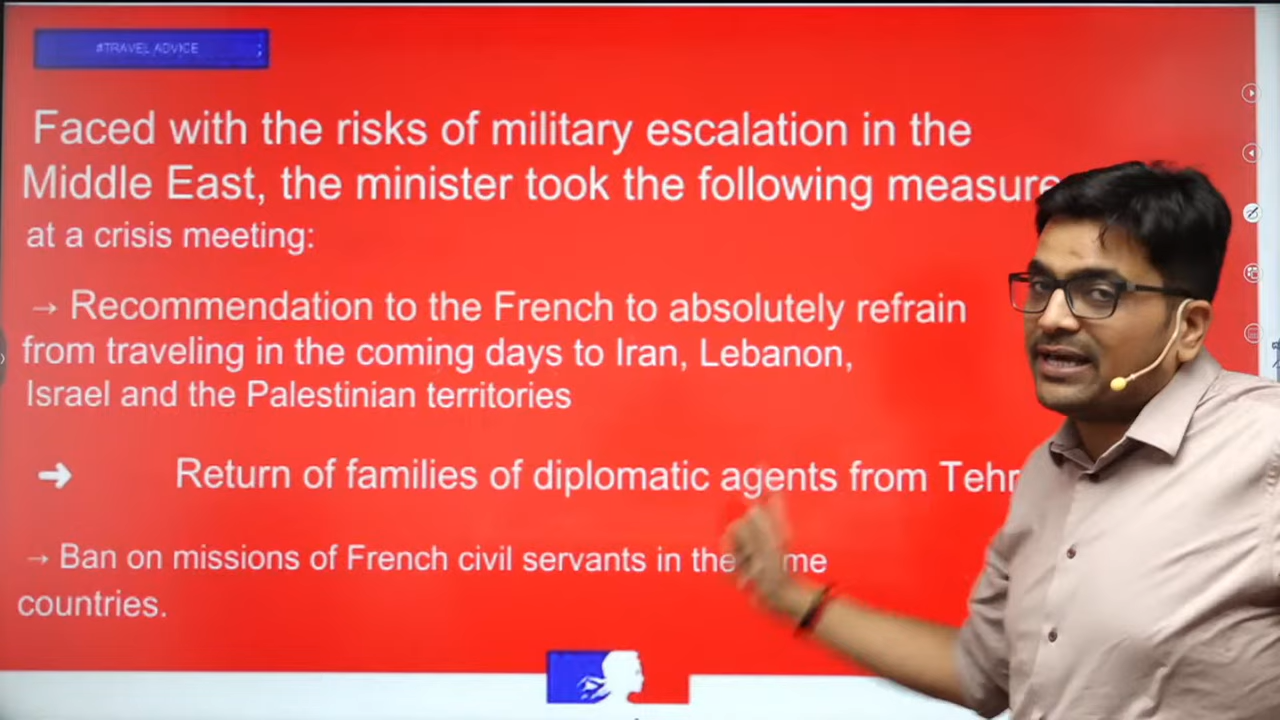 #TRAVEL ADVICE
Faced with the risks of military escalation in the
Middle East, the minister took the following measure
at a crisis meeting:
→ Recommendation to the French to absolutely refrain
from traveling in the coming days to Iran, Lebanon,
Israel and the Palestinian territories
➜ Return of families of diplomatic agents from Tehr
→ Ban on missions of French civil servants in the
countries.